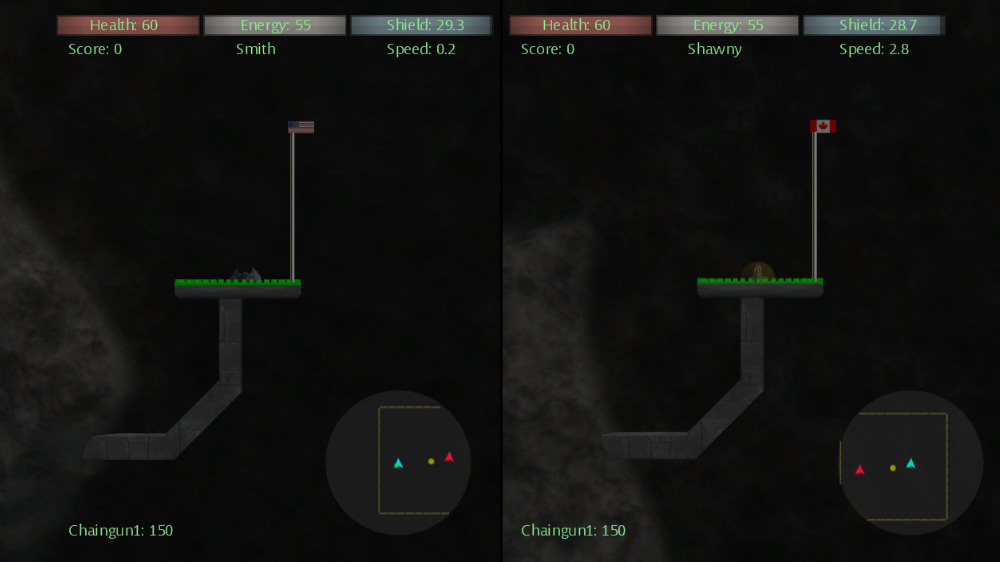 Health: 60 Energy: 55 Shield: 29.3
Score: 0 Smith Speed: 0.2
Chaingun1: 150
Health: 60 Energy: 55 Shield: 28.7
Score: 0 Shawny Speed: 2.8
Chaingun1: 150